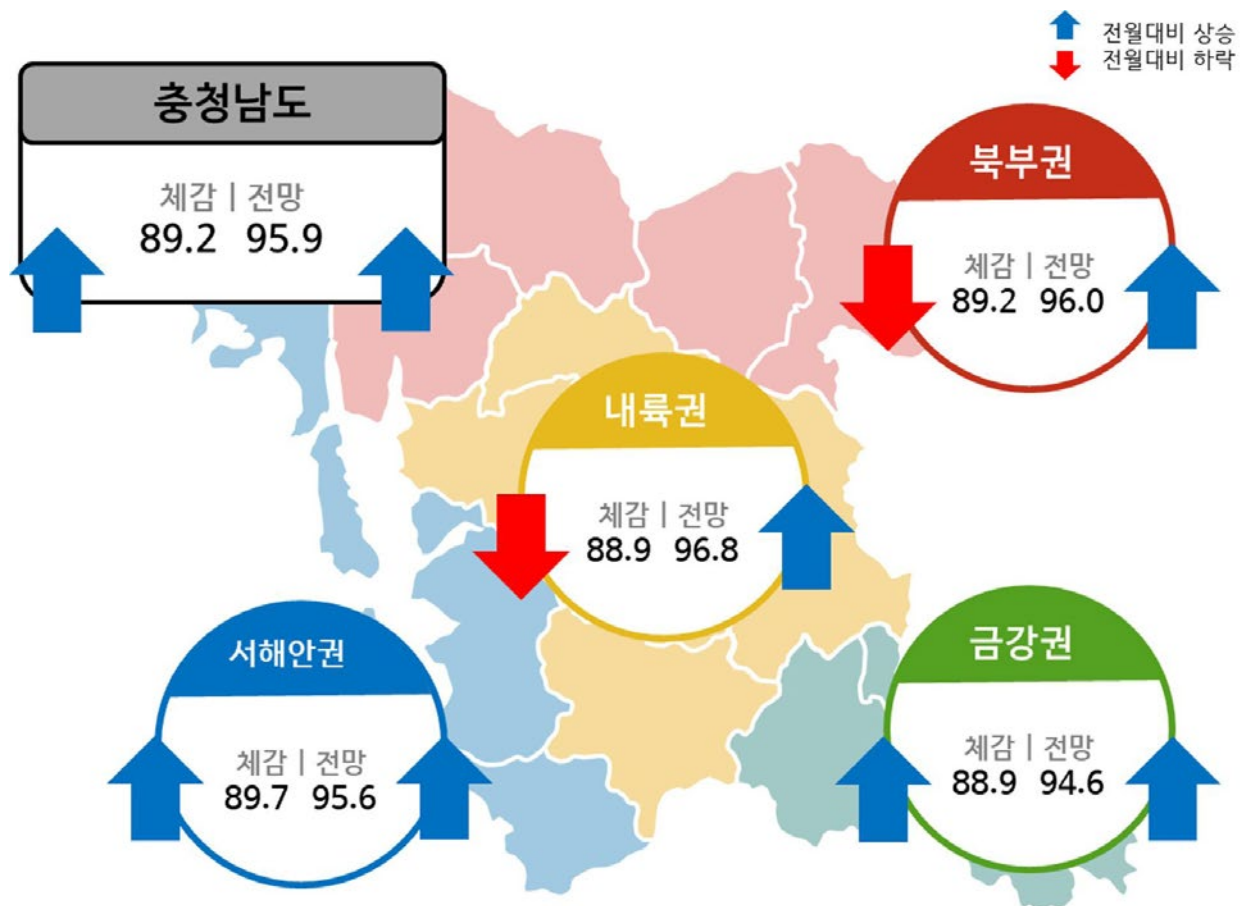 전월대비 상승
전월대비 하락
충청남도
체감 | 전망
89.2 95.9
북부권
체감 | 전망
89.2 96.0
내륙권
체감 | 전망
88.9 96.8
서해안권
체감 | 전망
89.7 95.6
금강권
체감 | 전망
88.9 94.6